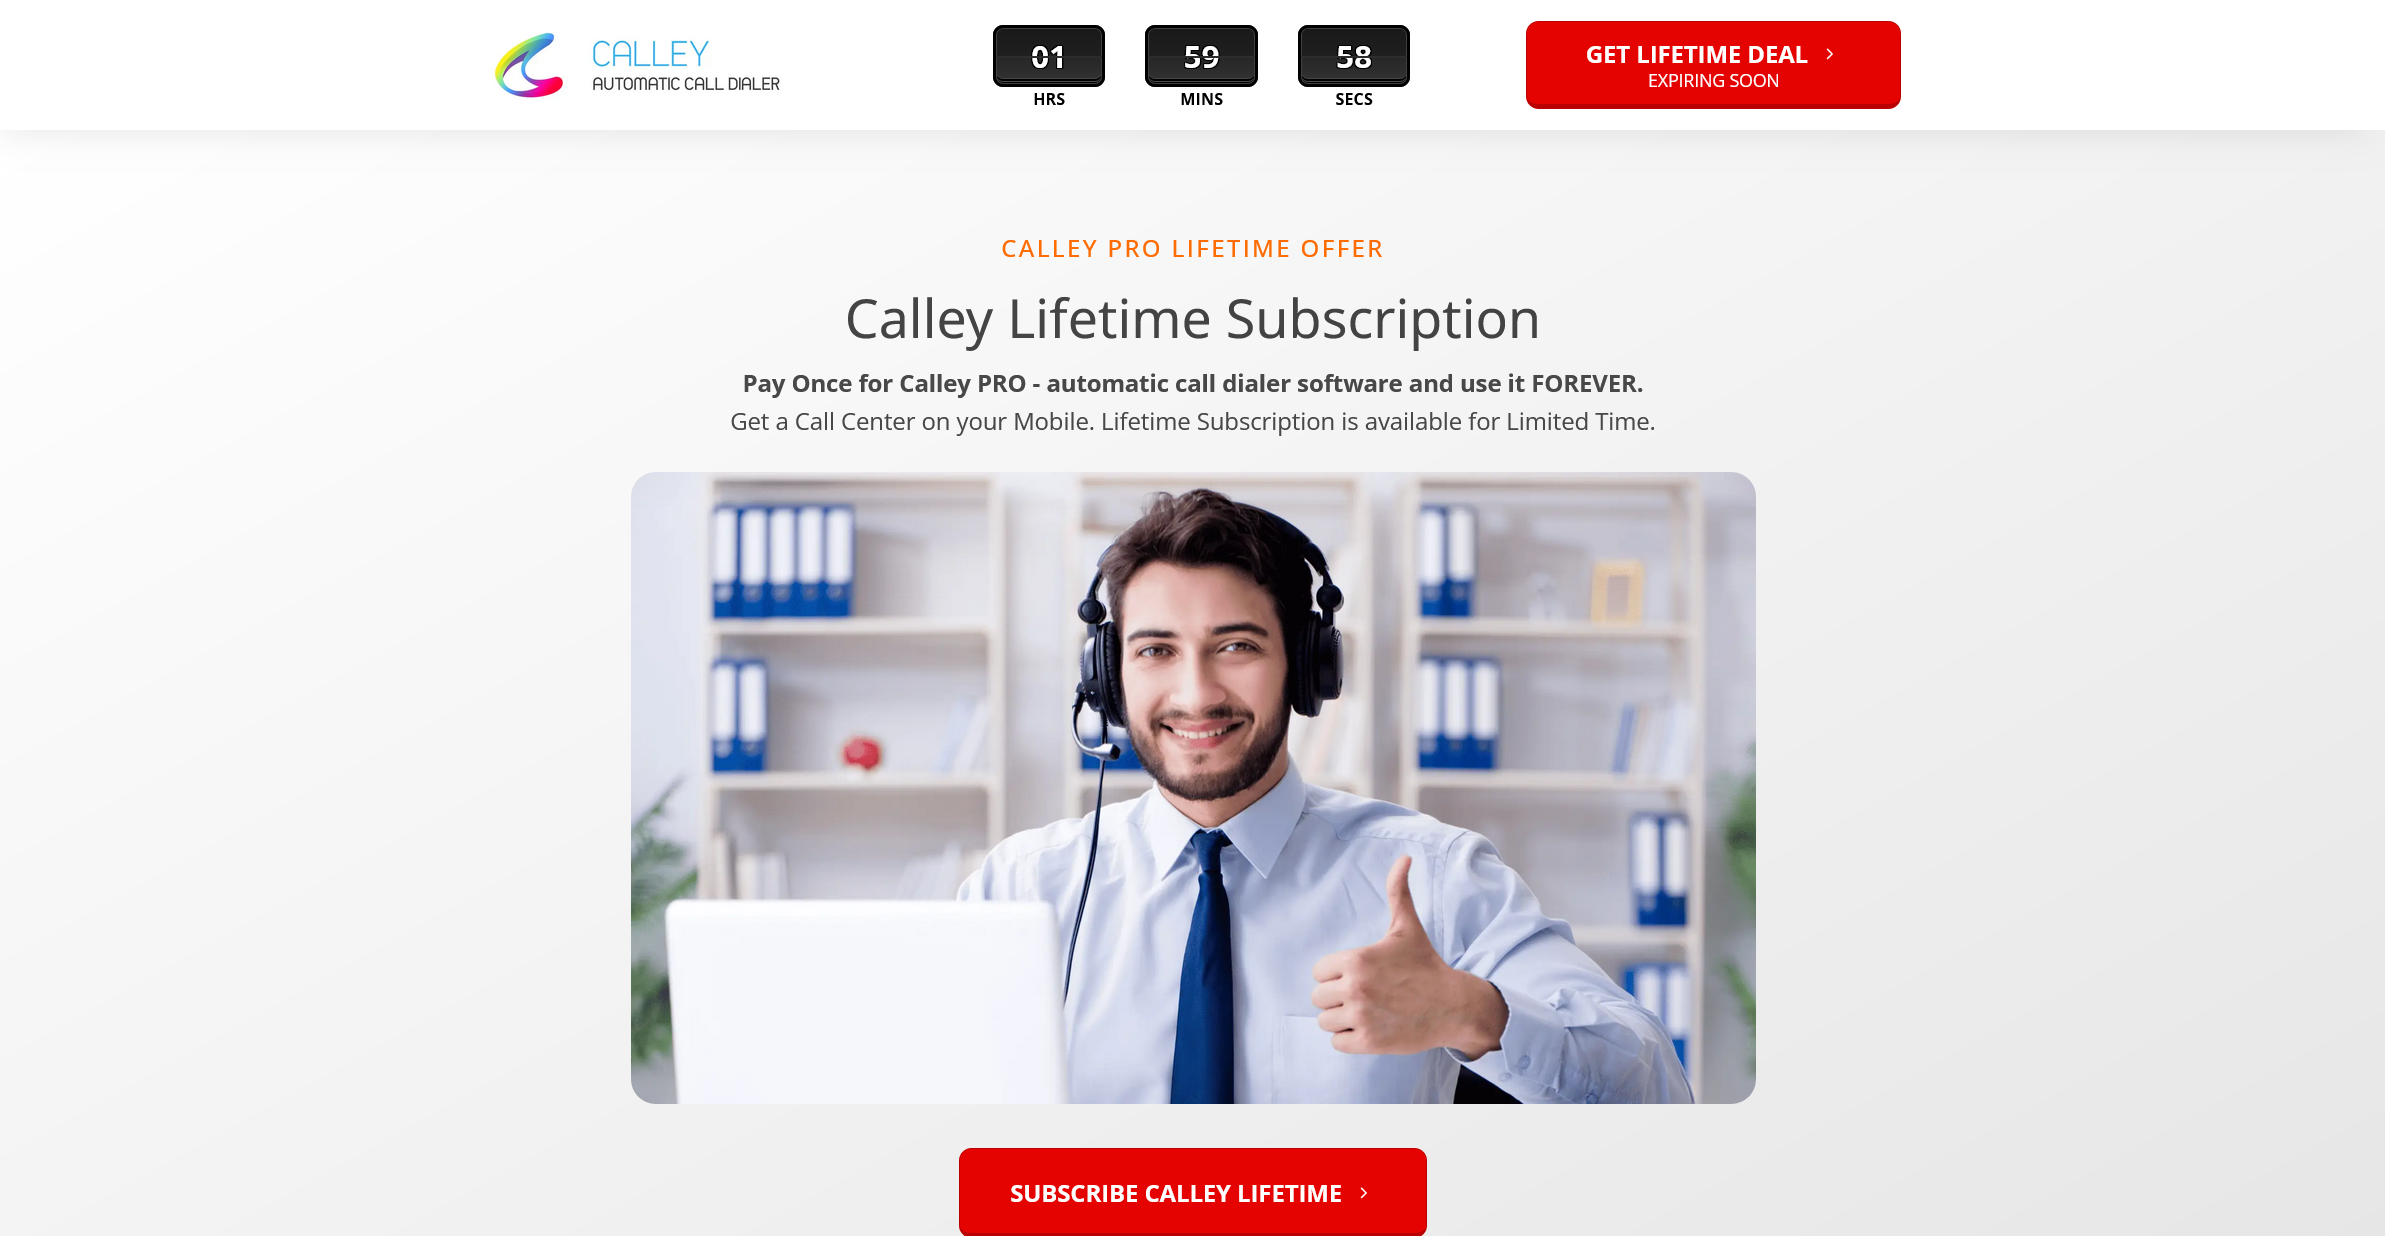 CALLEY
AUTOMATIC CALL DIALER
01 59 58
HRS MINS SECS
GET LIFETIME DEAL
EXPIRING SOON
CALLEY PRO LIFETIME OFFER
Calley Lifetime Subscription
Pay Once for Calley PRO - automatic call dialer software and use it FOREVER.
Get a Call Center on your Mobile. Lifetime Subscription is available for Limited Time.
SUBSCRIBE CALLEY LIFETIME